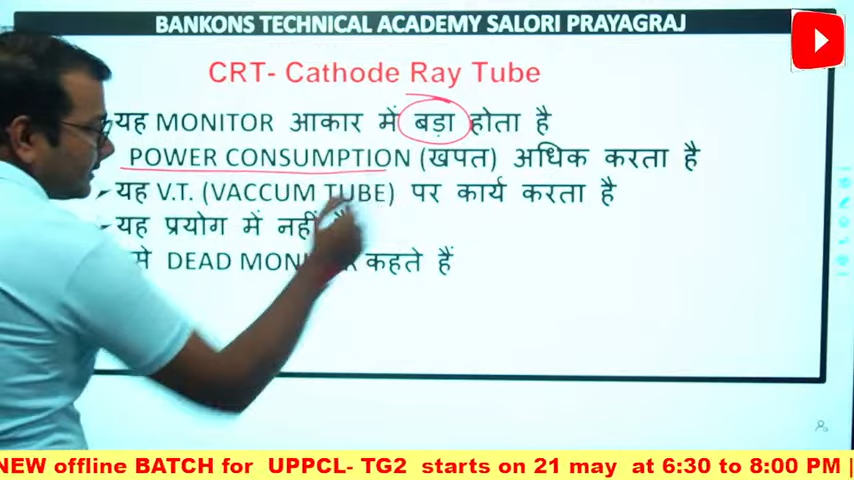 BANKONS TECHNICAL ACADEMY SALORI PRAYAGRAJ
CRT- Cathode Ray Tube
यह MONITOR आकार में बड़ा होता है
POWER CONSUMPTION (खपत) अधिक करता है
यह V.T. (VACCUM TUBE) पर कार्य करता है
यह प्रयोग में नहीं
DEAD कहते हैं
NEW offline BATCH for UPPCL- TG2 starts on 21 may at 6:30 to 8:00 PM |